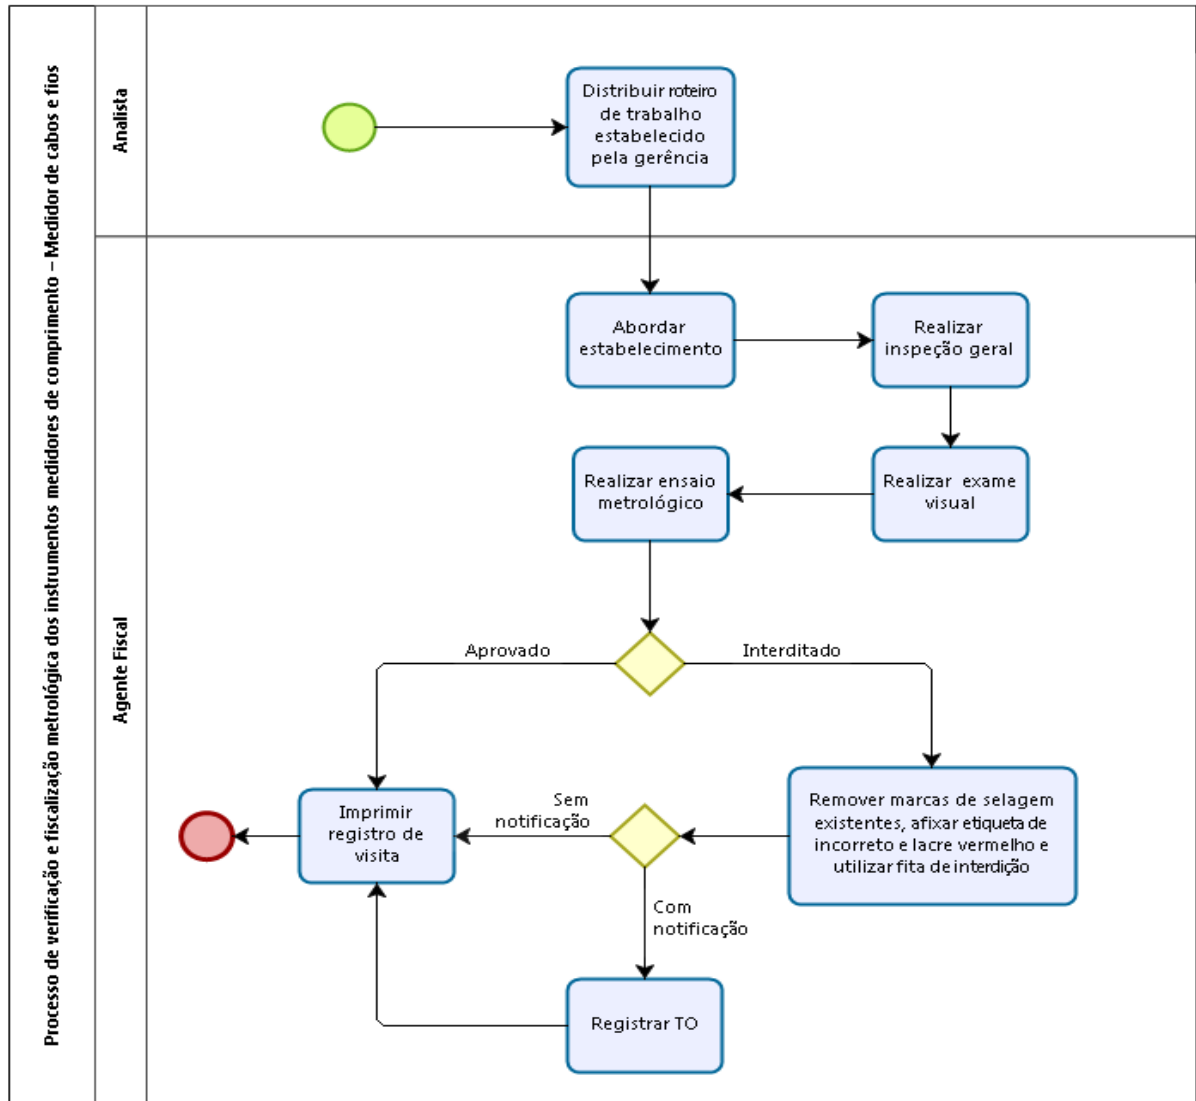 Processo de verificação e fiscalização metrológica dos instrumentos medidores de comprimento – Medidor de cabos e fios
Analista
Distribuir roteiro
de trabalho
estabelecido
pela gerência
Agente Fiscal
Abordar
estabelecimento
Realizar
inspeção geral
Realizar ensaio
metrológico
Realizar exame
visual
Aprovado
Interditado
Imprimir
registro de
visita
Sem
notificação
Remover marcas de selagem
existentes, afixar etiqueta de
incorreto e lacre vermelho e
utilizar fita de interdição
Com
notificação
Registrar TO